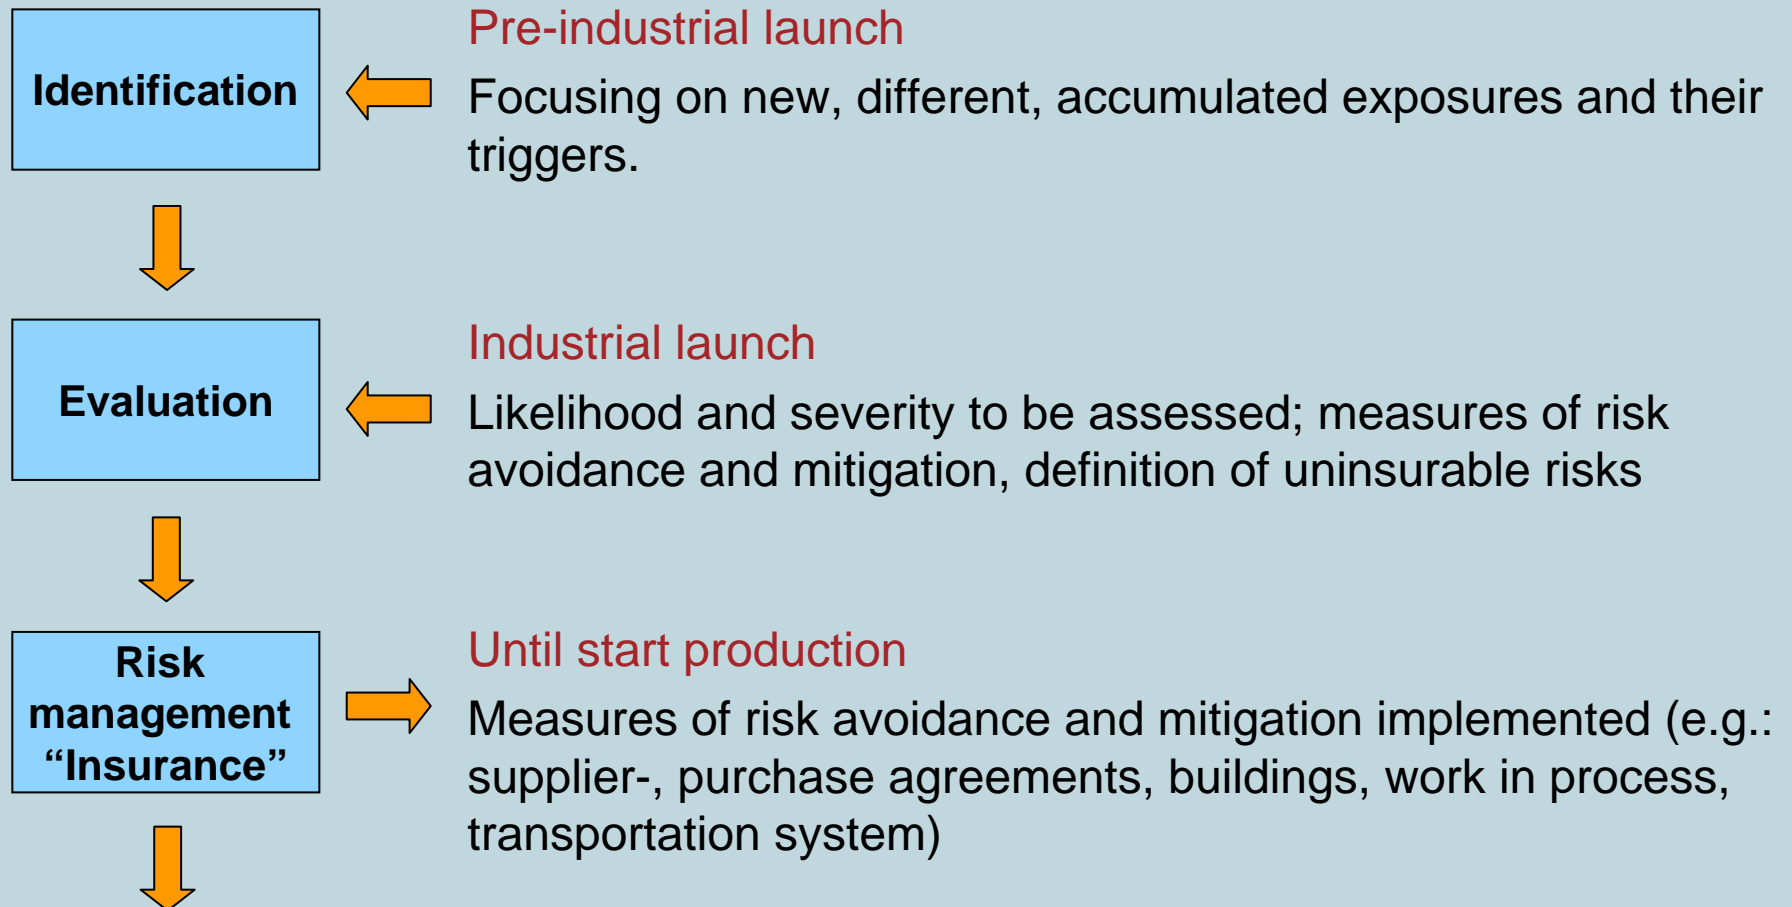 Pre-industrial launch
Identification
Focusing on new, different, accumulated exposures and their
triggers.
Industrial launch
Evaluation
Likelihood and severity to be assessed; measures of risk
avoidance and mitigation, definition of uninsurable risks
Risk
management
“Insurance”
Until start production
Measures of risk avoidance and mitigation implemented (e.g.:
supplier-, purchase agreements, buildings, work in process,
transportation system)